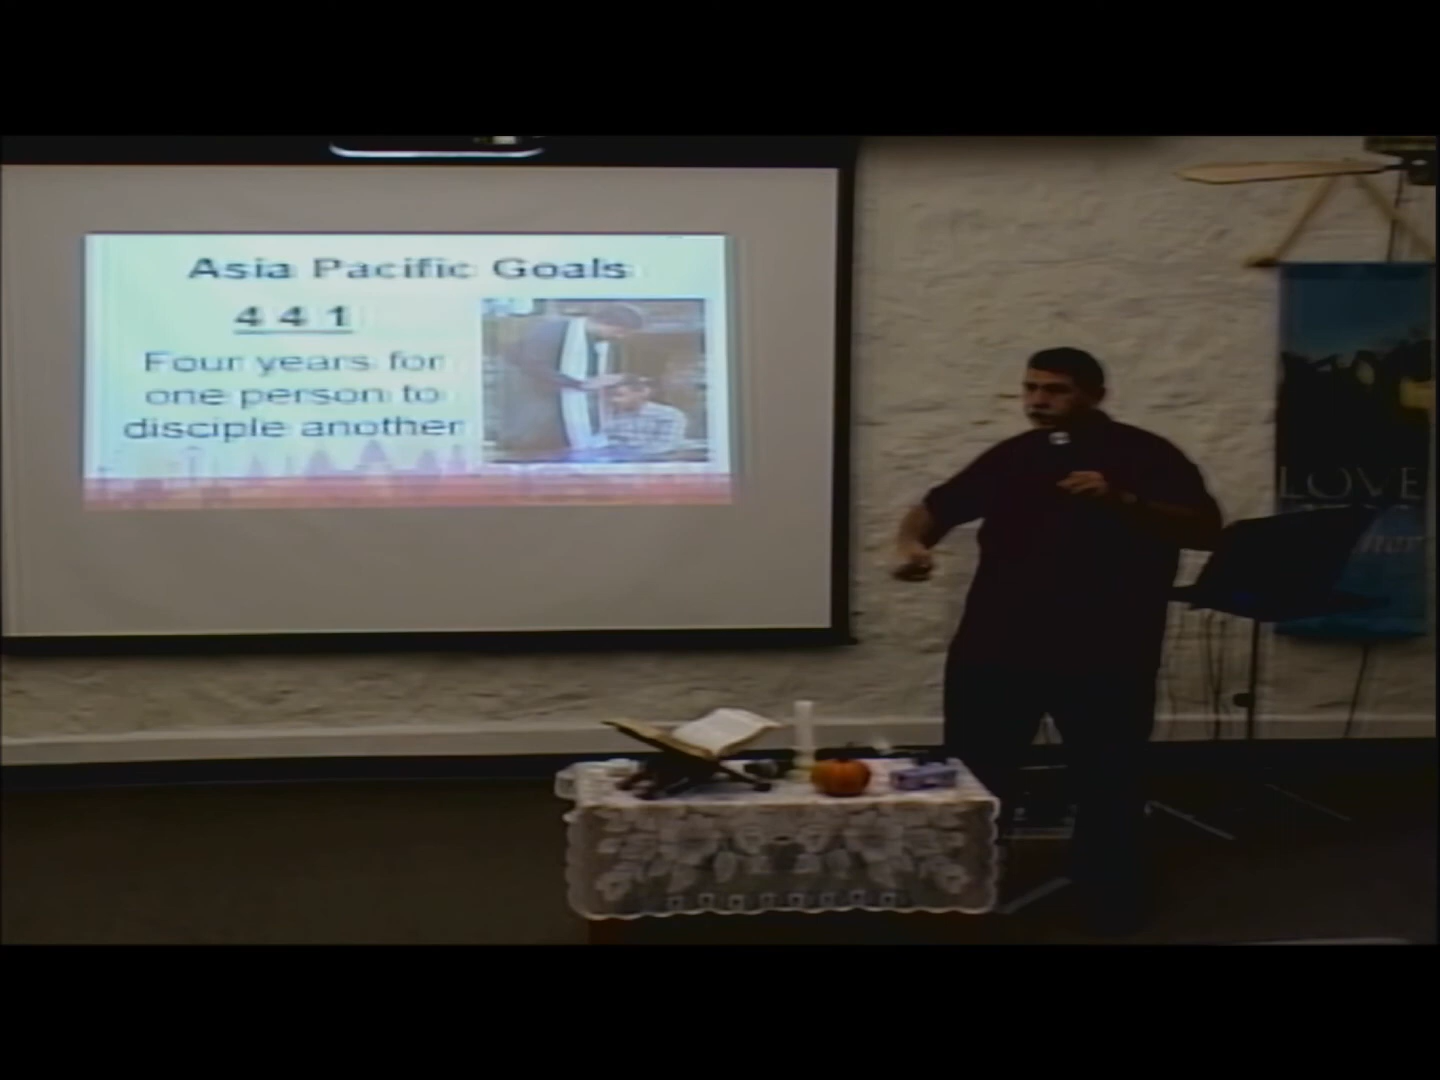 Asia Pacific Goals
4 4 1
Four years for
one person to
disciple another
LOVE